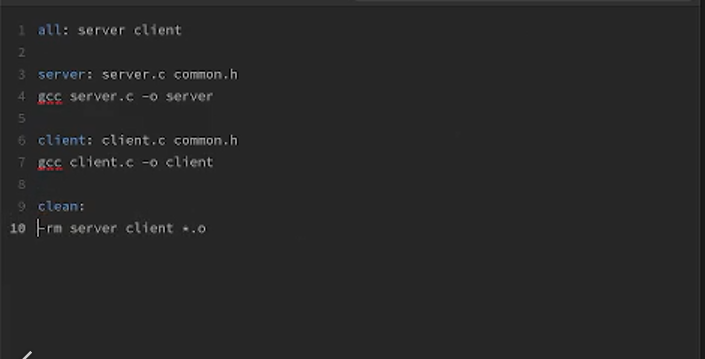 1 all: server client
2
3 server: server.c common.h
4 gcc server.c -o server
5
6 client: client.c common.h
7 gcc client.c -o client
8
9 clean:
10 -rm server client *.o